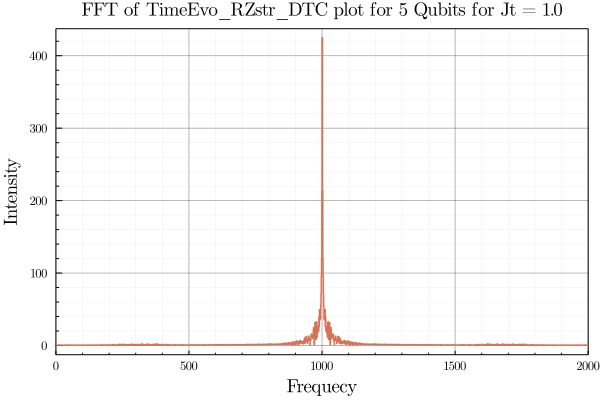 FFT of TimeEvo_RZstr_DTC plot for 5 Qubits for Jt = 1.0
400
300
200
100
0
Intensity
0 500 1000 1500 2000
Frequecy